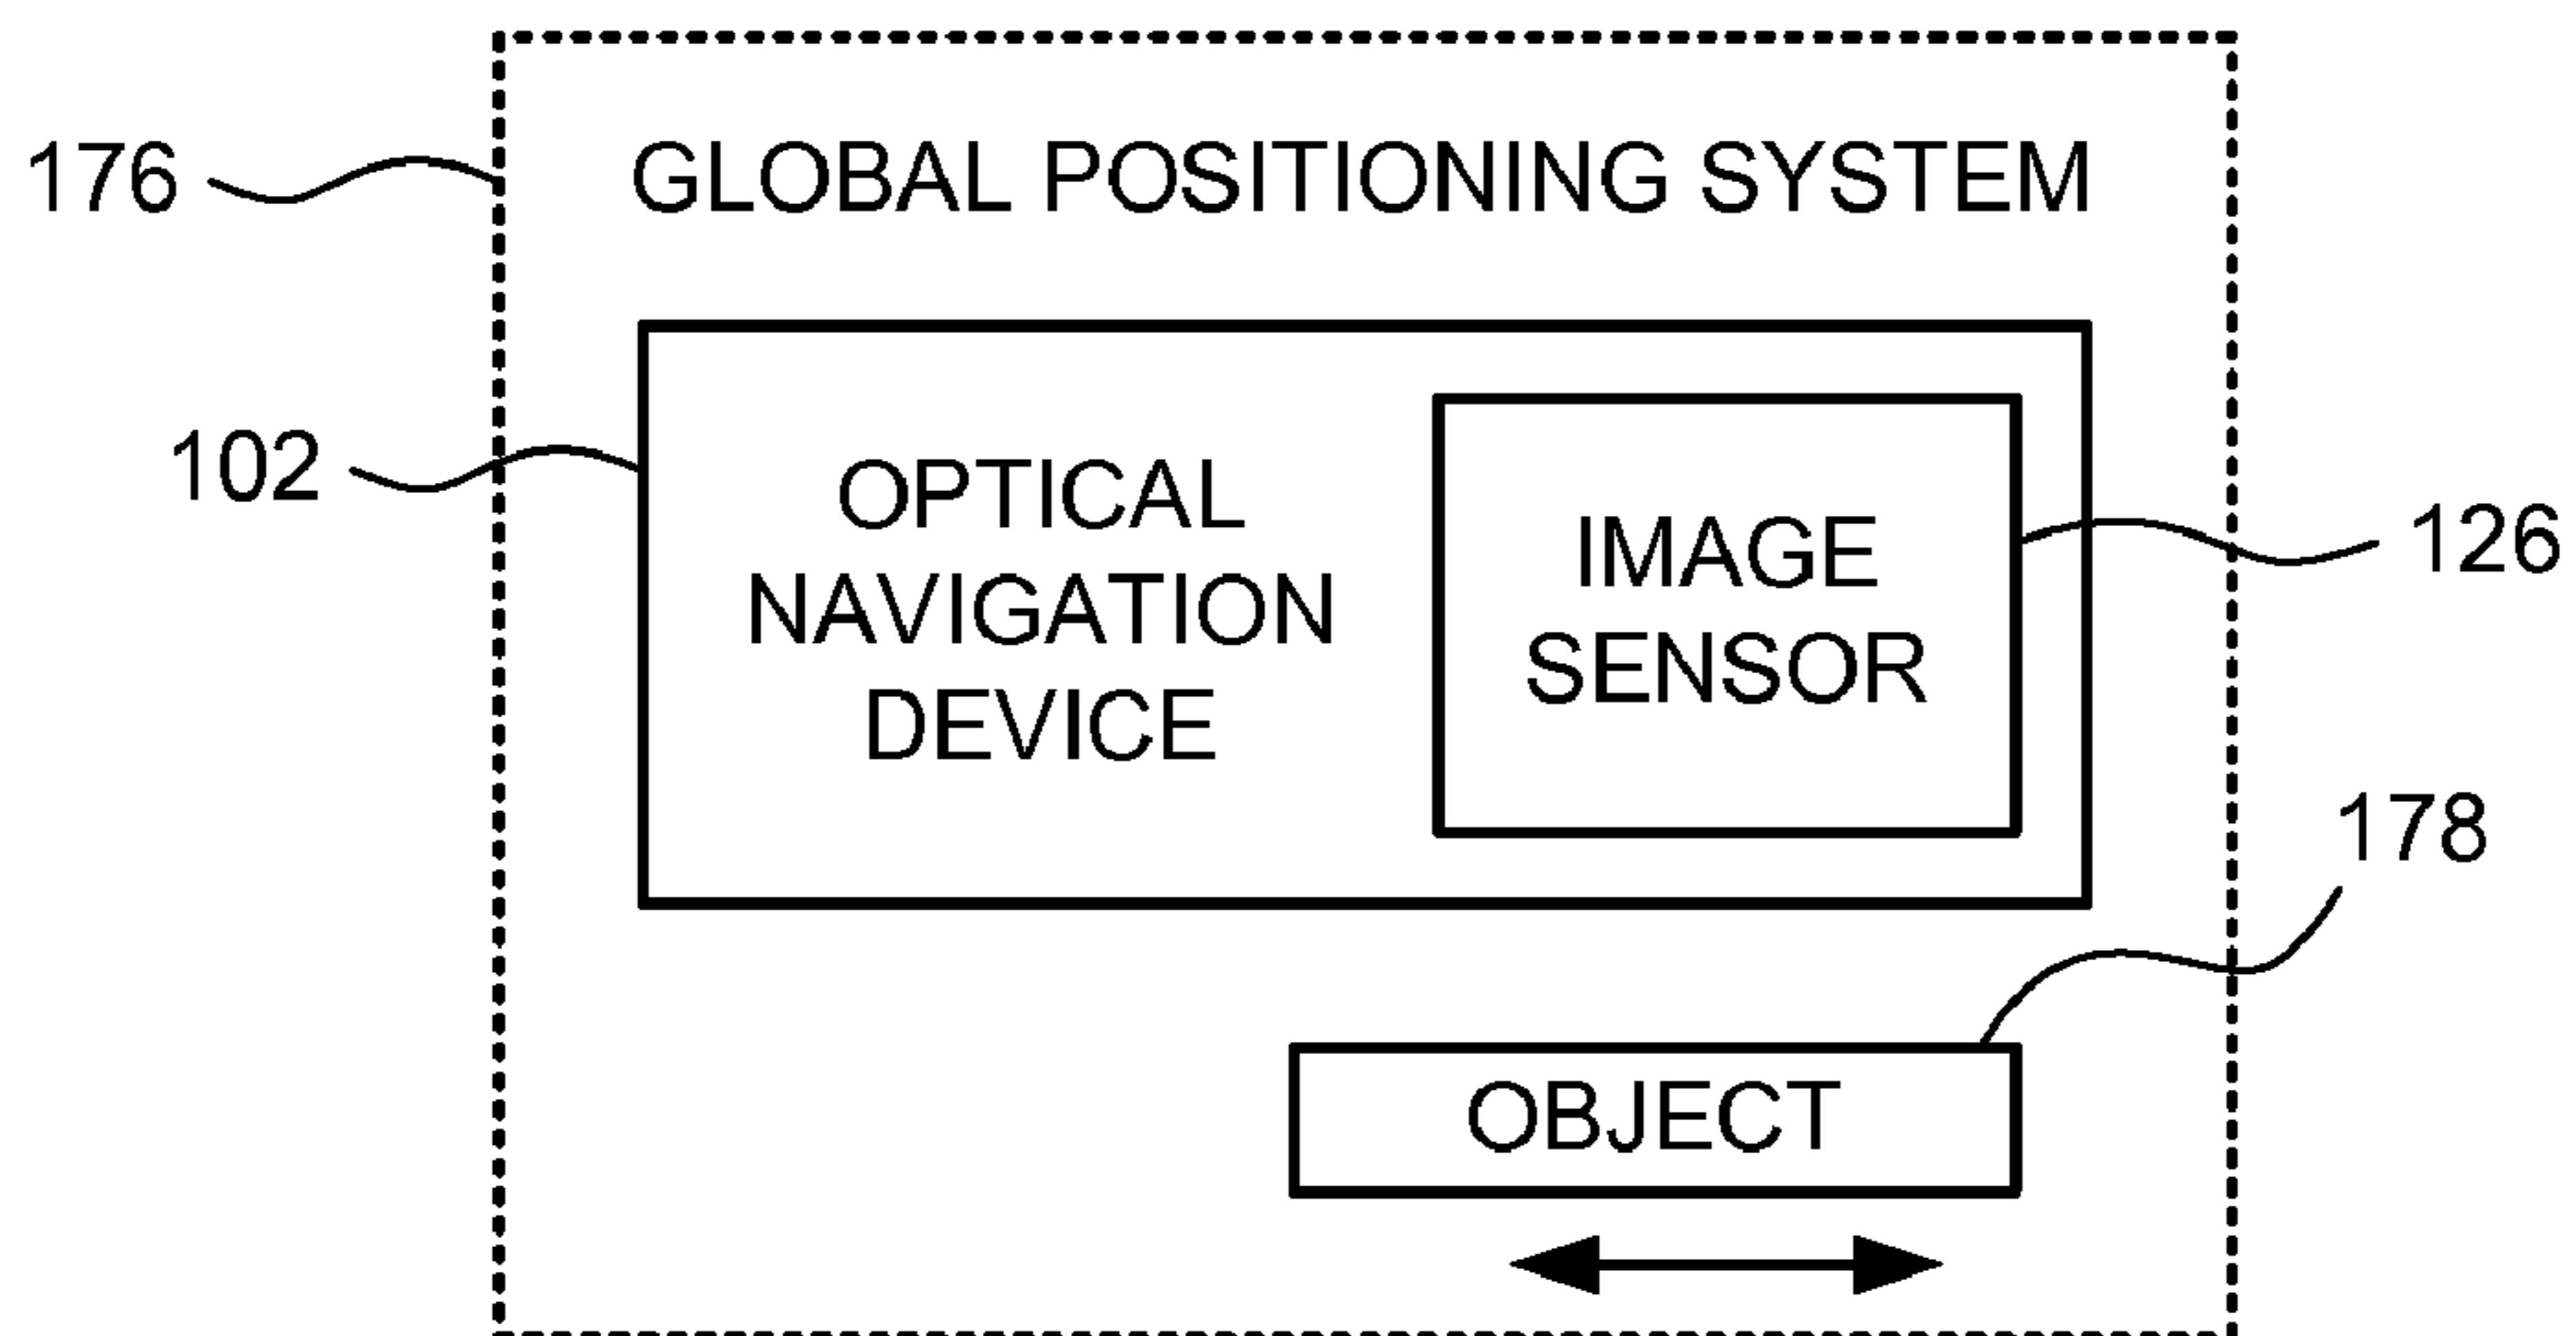 176
GLOBAL POSITIONING SYSTEM
102
OPTICAL
NAVIGATION
DEVICE
IMAGE
SENSOR
126
178
OBJECT